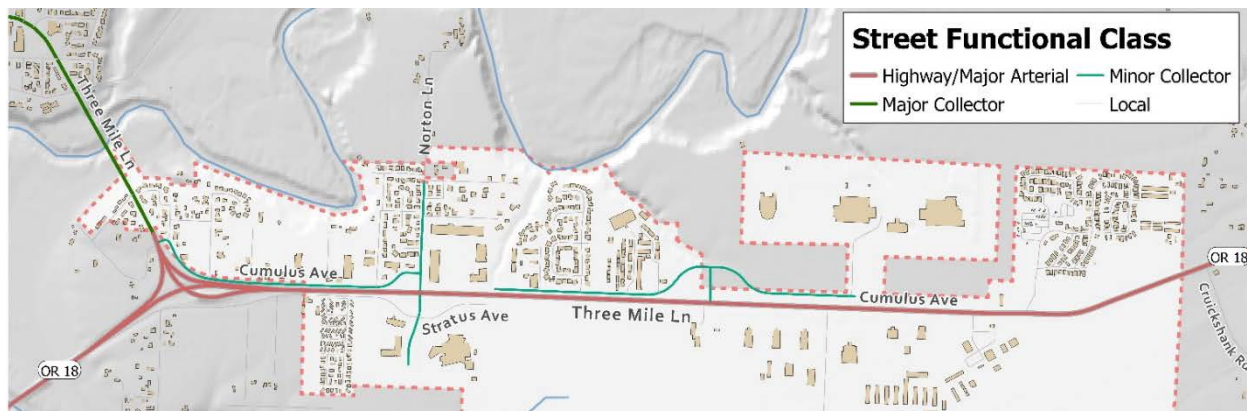 Street Functional Class
Highway/Major Arterial
Minor Collector
Major Collector
Local
Three Mile Ln
Norton Ln
Cumulus Ave
Stratus Ave
Three Mile Ln
Cumulus Ave
OR 18
Cruickshank Rd
OR 18